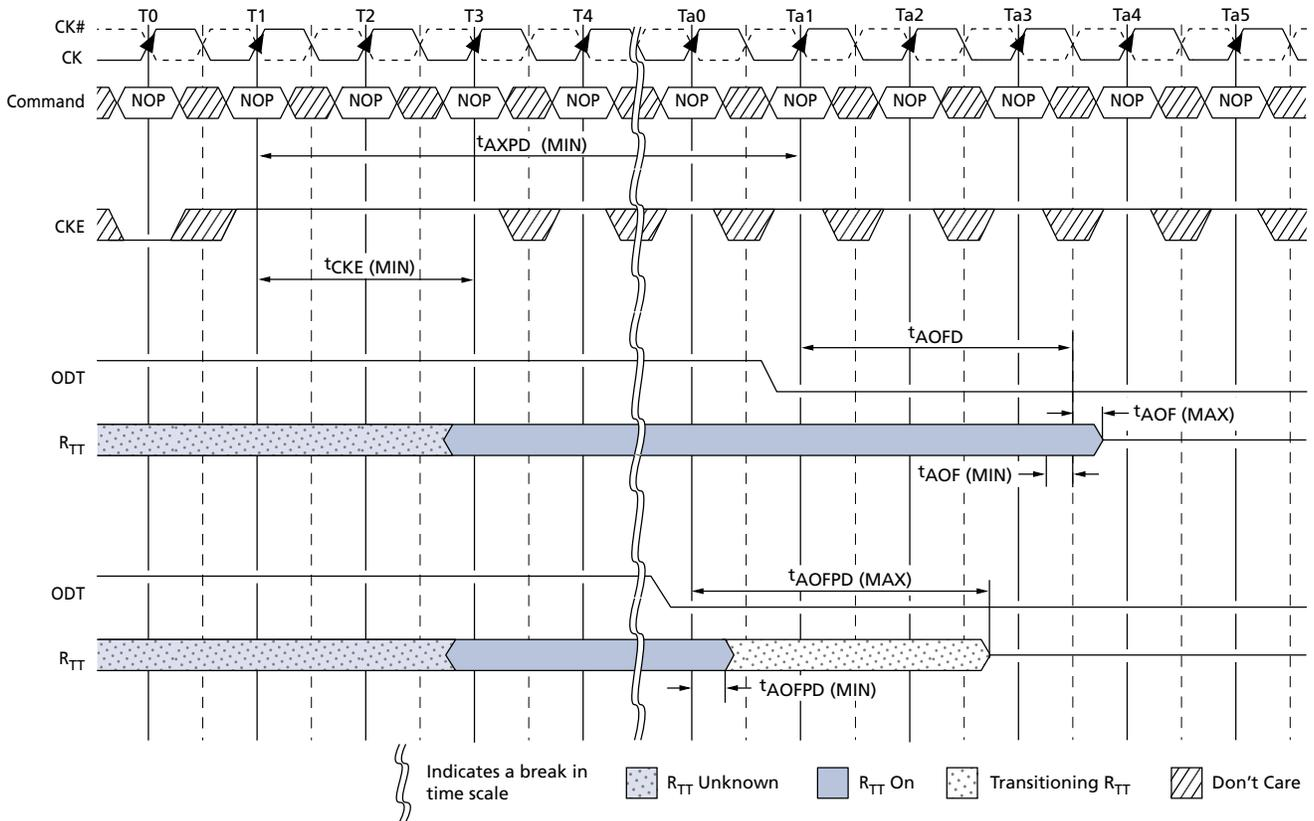 T0 T1 T2 T3 T4 Ta0 Ta1 Ta2 Ta3 Ta4 Ta5
CK#
CK
Command NOP NOP NOP NOP NOP NOP NOP NOP NOP NOP NOP
tAXPD (MIN)
CKE
tCKE (MIN)
tAOFD
ODT
tAOF (MAX)
RTT
tAOF (MIN)
tAOFPD (MAX)
ODT
RTT
tAOFPD (MIN)
Indicates a break in
time scale
RTT Unknown
RTT On
Transitioning RTT
Don't Care